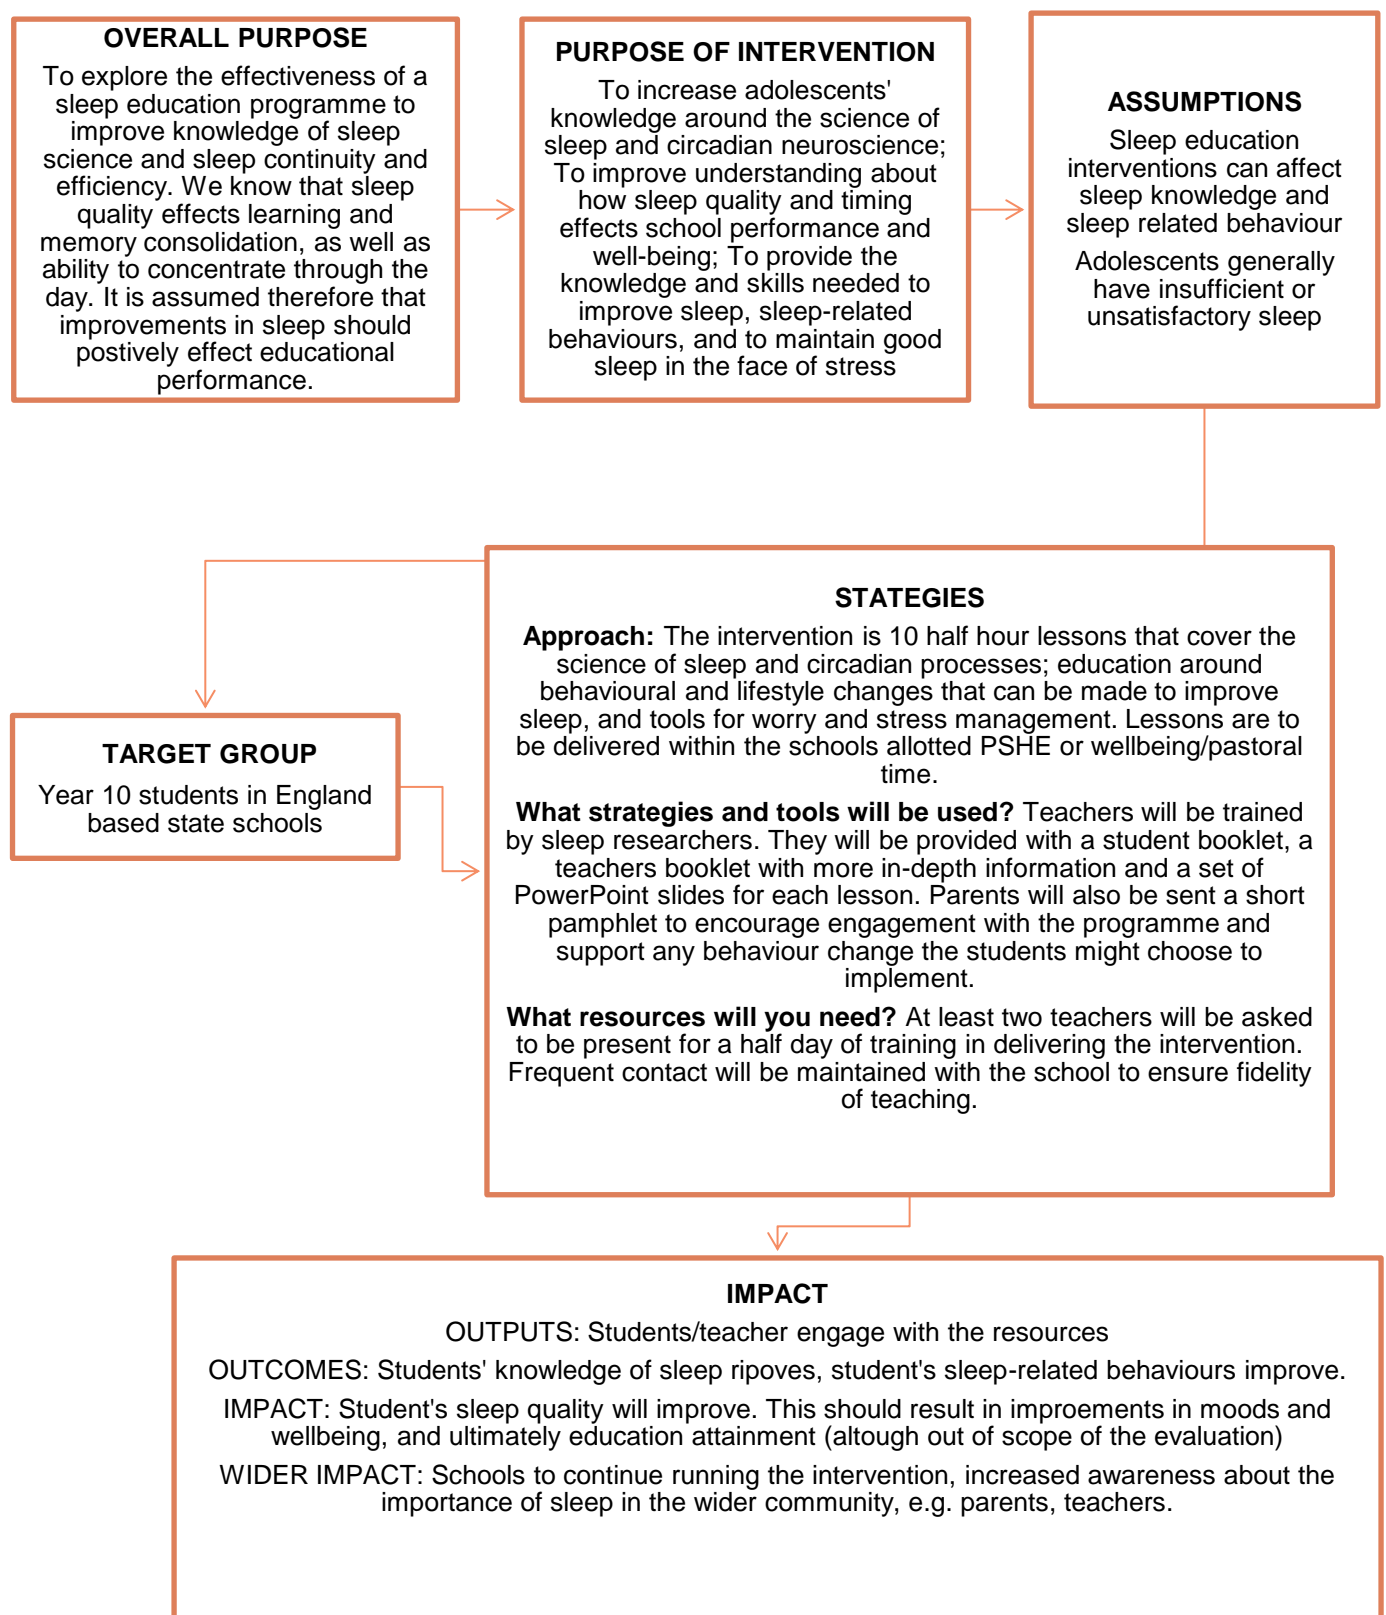 OVERALL PURPOSE
To explore the effectiveness of a
sleep education programme to
improve knowledge of sleep
science and sleep continuity and
efficiency. We know that sleep
quality effects learning and
memory consolidation, as well as
ability to concentrate through the
day. It is assumed therefore that
improvements in sleep should
postively effect educational
performance.
PURPOSE OF INTERVENTION
To increase adolescents'
knowledge around the science of
sleep and circadian neuroscience;
To improve understanding about
how sleep quality and timing
effects school performance and
well-being; To provide the
knowledge and skills needed to
improve sleep, sleep-related
behaviours, and to maintain good
sleep in the face of stress
ASSUMPTIONS
Sleep education
interventions can affect
sleep knowledge and
sleep related behaviour
Adolescents generally
have insufficient or
unsatisfactory sleep
TARGET GROUP
Year 10 students in England
based state schools
STATEGIES
Approach: The intervention is 10 half hour lessons that cover the
science of sleep and circadian processes; education around
behavioural and lifestyle changes that can be made to improve
sleep, and tools for worry and stress management. Lessons are to
be delivered within the schools allotted PSHE or wellbeing/pastoral
time.
What strategies and tools will be used? Teachers will be trained
by sleep researchers. They will be provided with a student booklet, a
teachers booklet with more in-depth information and a set of
PowerPoint slides for each lesson. Parents will also be sent a short
pamphlet to encourage engagement with the programme and
support any behaviour change the students might choose to
implement.
What resources will you need? At least two teachers will be asked
to be present for a half day of training in delivering the intervention.
Frequent contact will be maintained with the school to ensure fidelity
of teaching.
IMPACT
OUTPUTS: Students/teacher engage with the resources
OUTCOMES: Students' knowledge of sleep ripoves, student's sleep-related behaviours improve.
IMPACT: Student's sleep quality will improve. This should result in improements in moods and
wellbeing, and ultimately education attainment (altough out of scope of the evaluation)
WIDER IMPACT: Schools to continue running the intervention, increased awareness about the
importance of sleep in the wider community, e.g. parents, teachers.